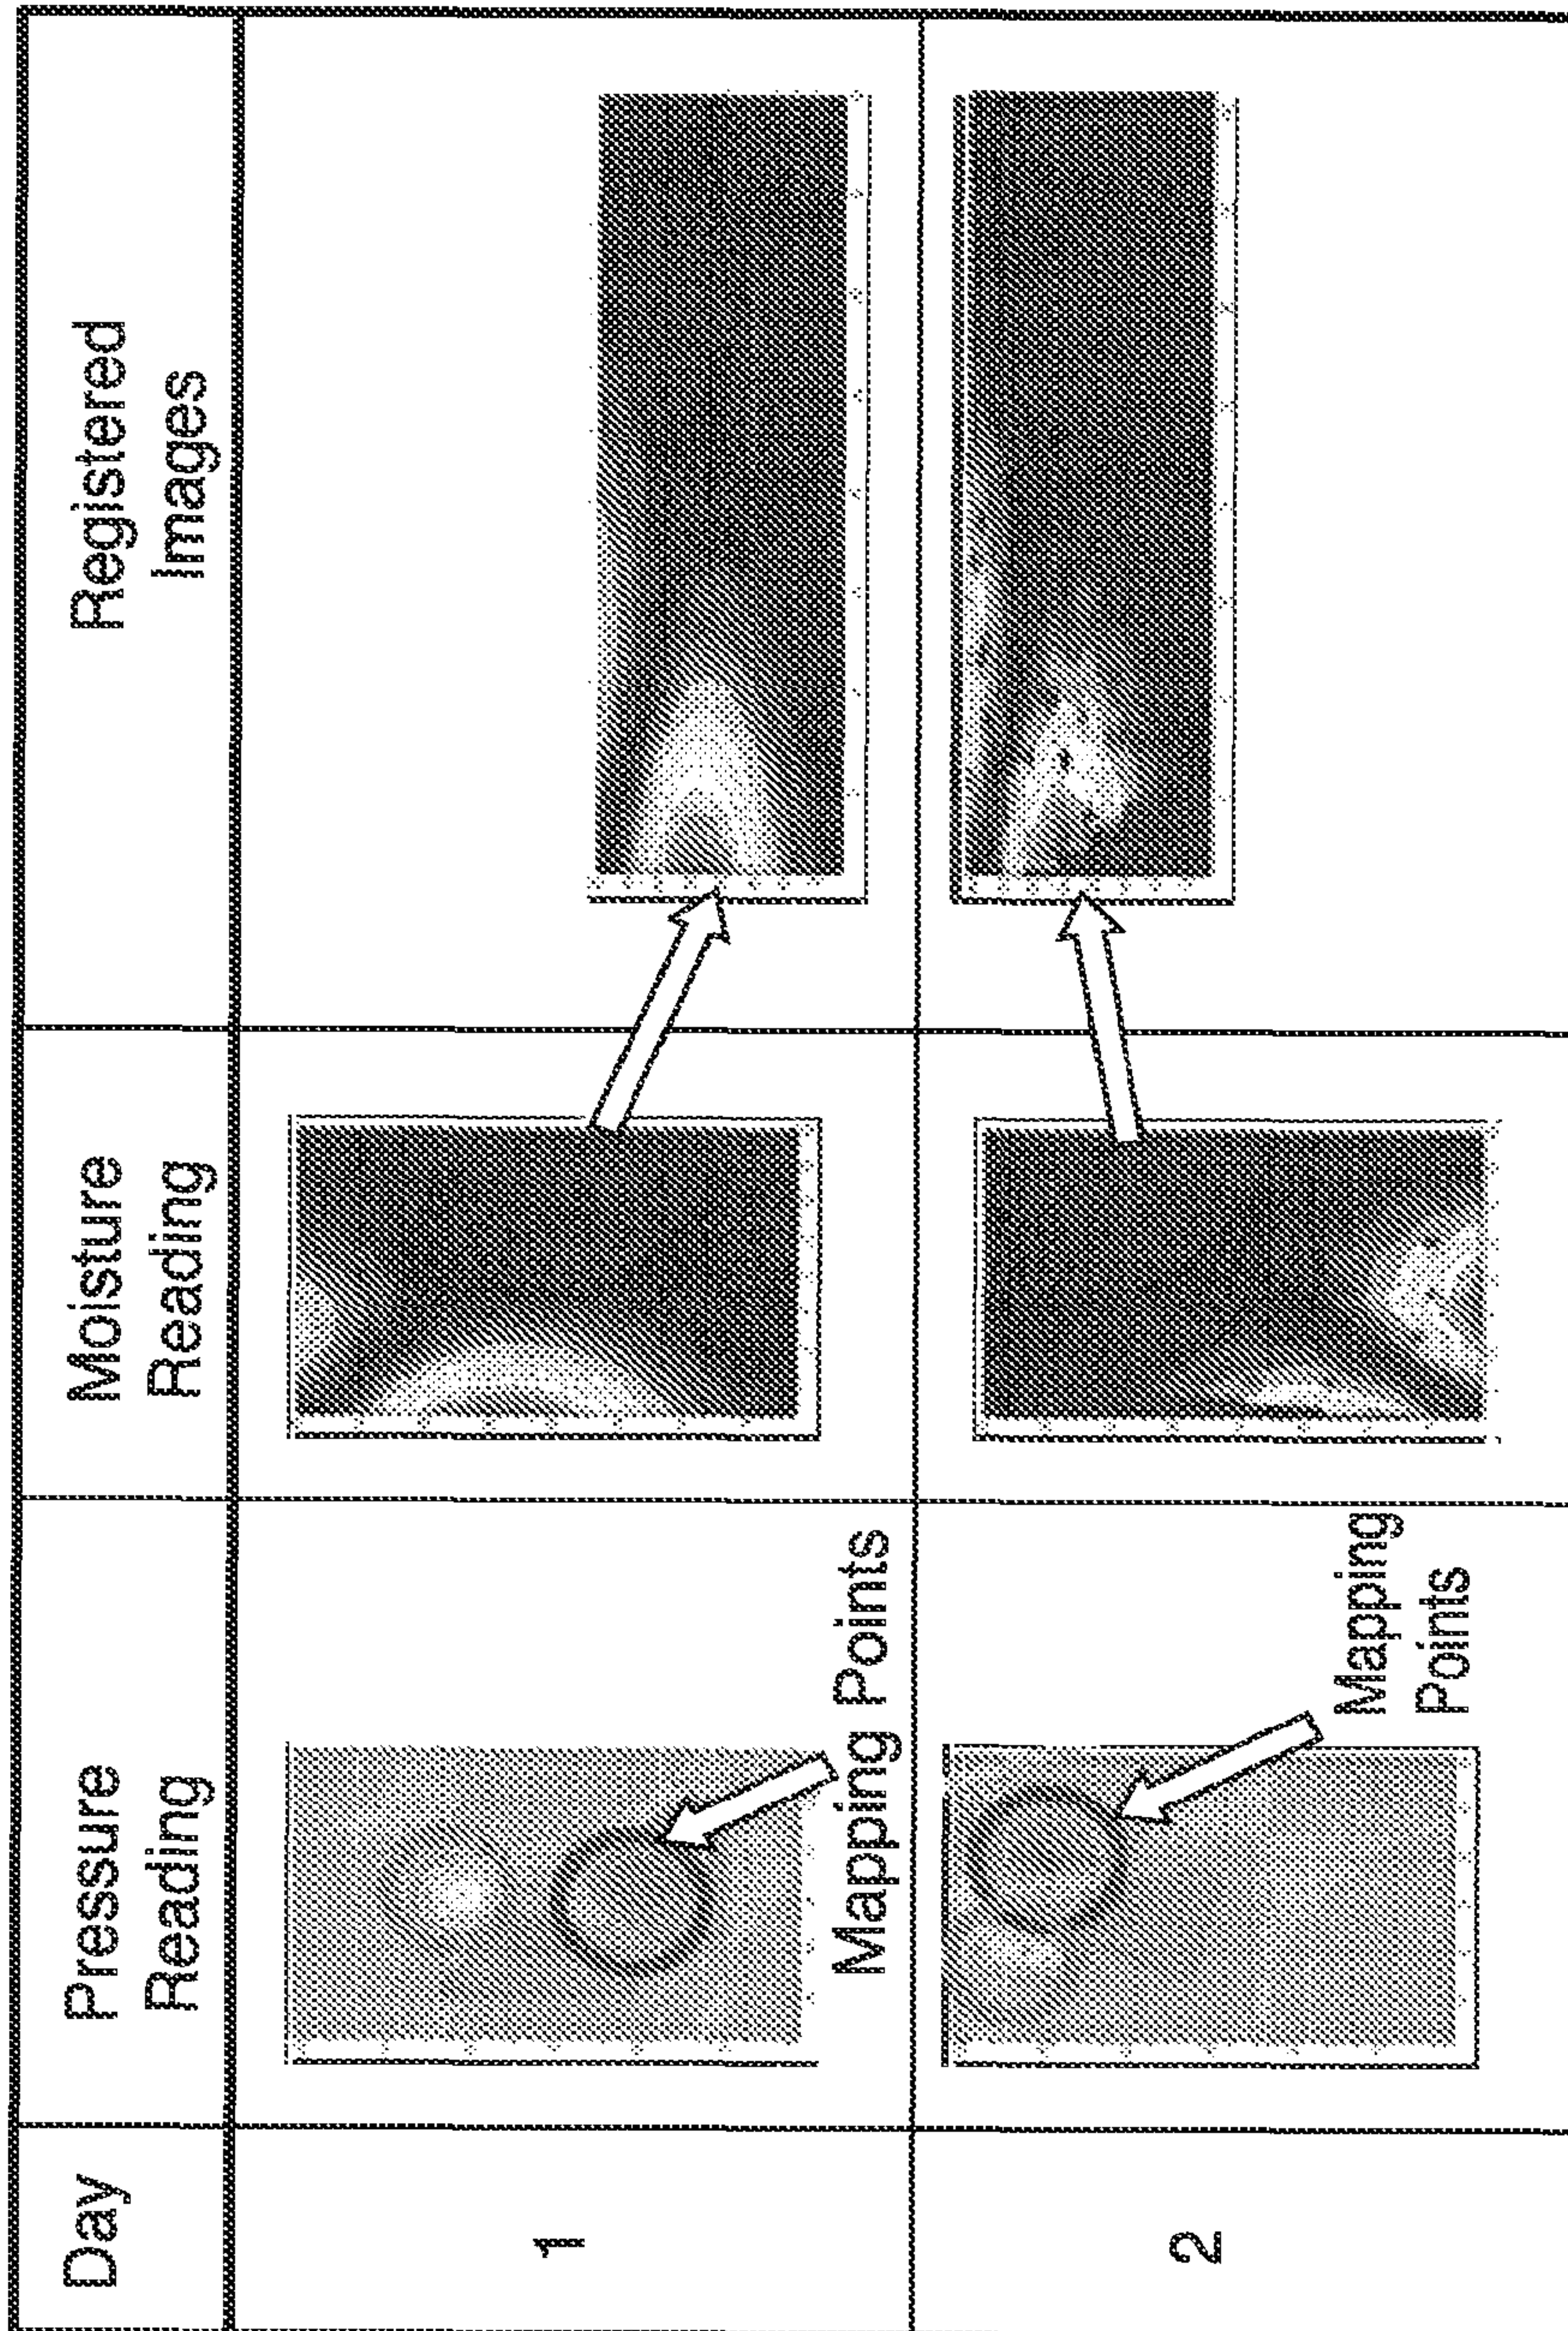 Day
Pressure
Reading
Moisture
Reading
Registered
Images
1
Mapping Points
2
Mapping
Points